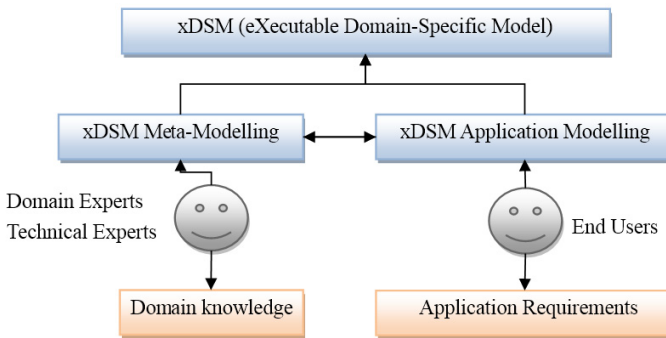 xDSM (eXecutable Domain-Specific Model)
xDSM Meta-Modelling
xDSM Application Modelling
Domain Experts
Technical Experts
End Users
Domain knowledge
Application Requirements